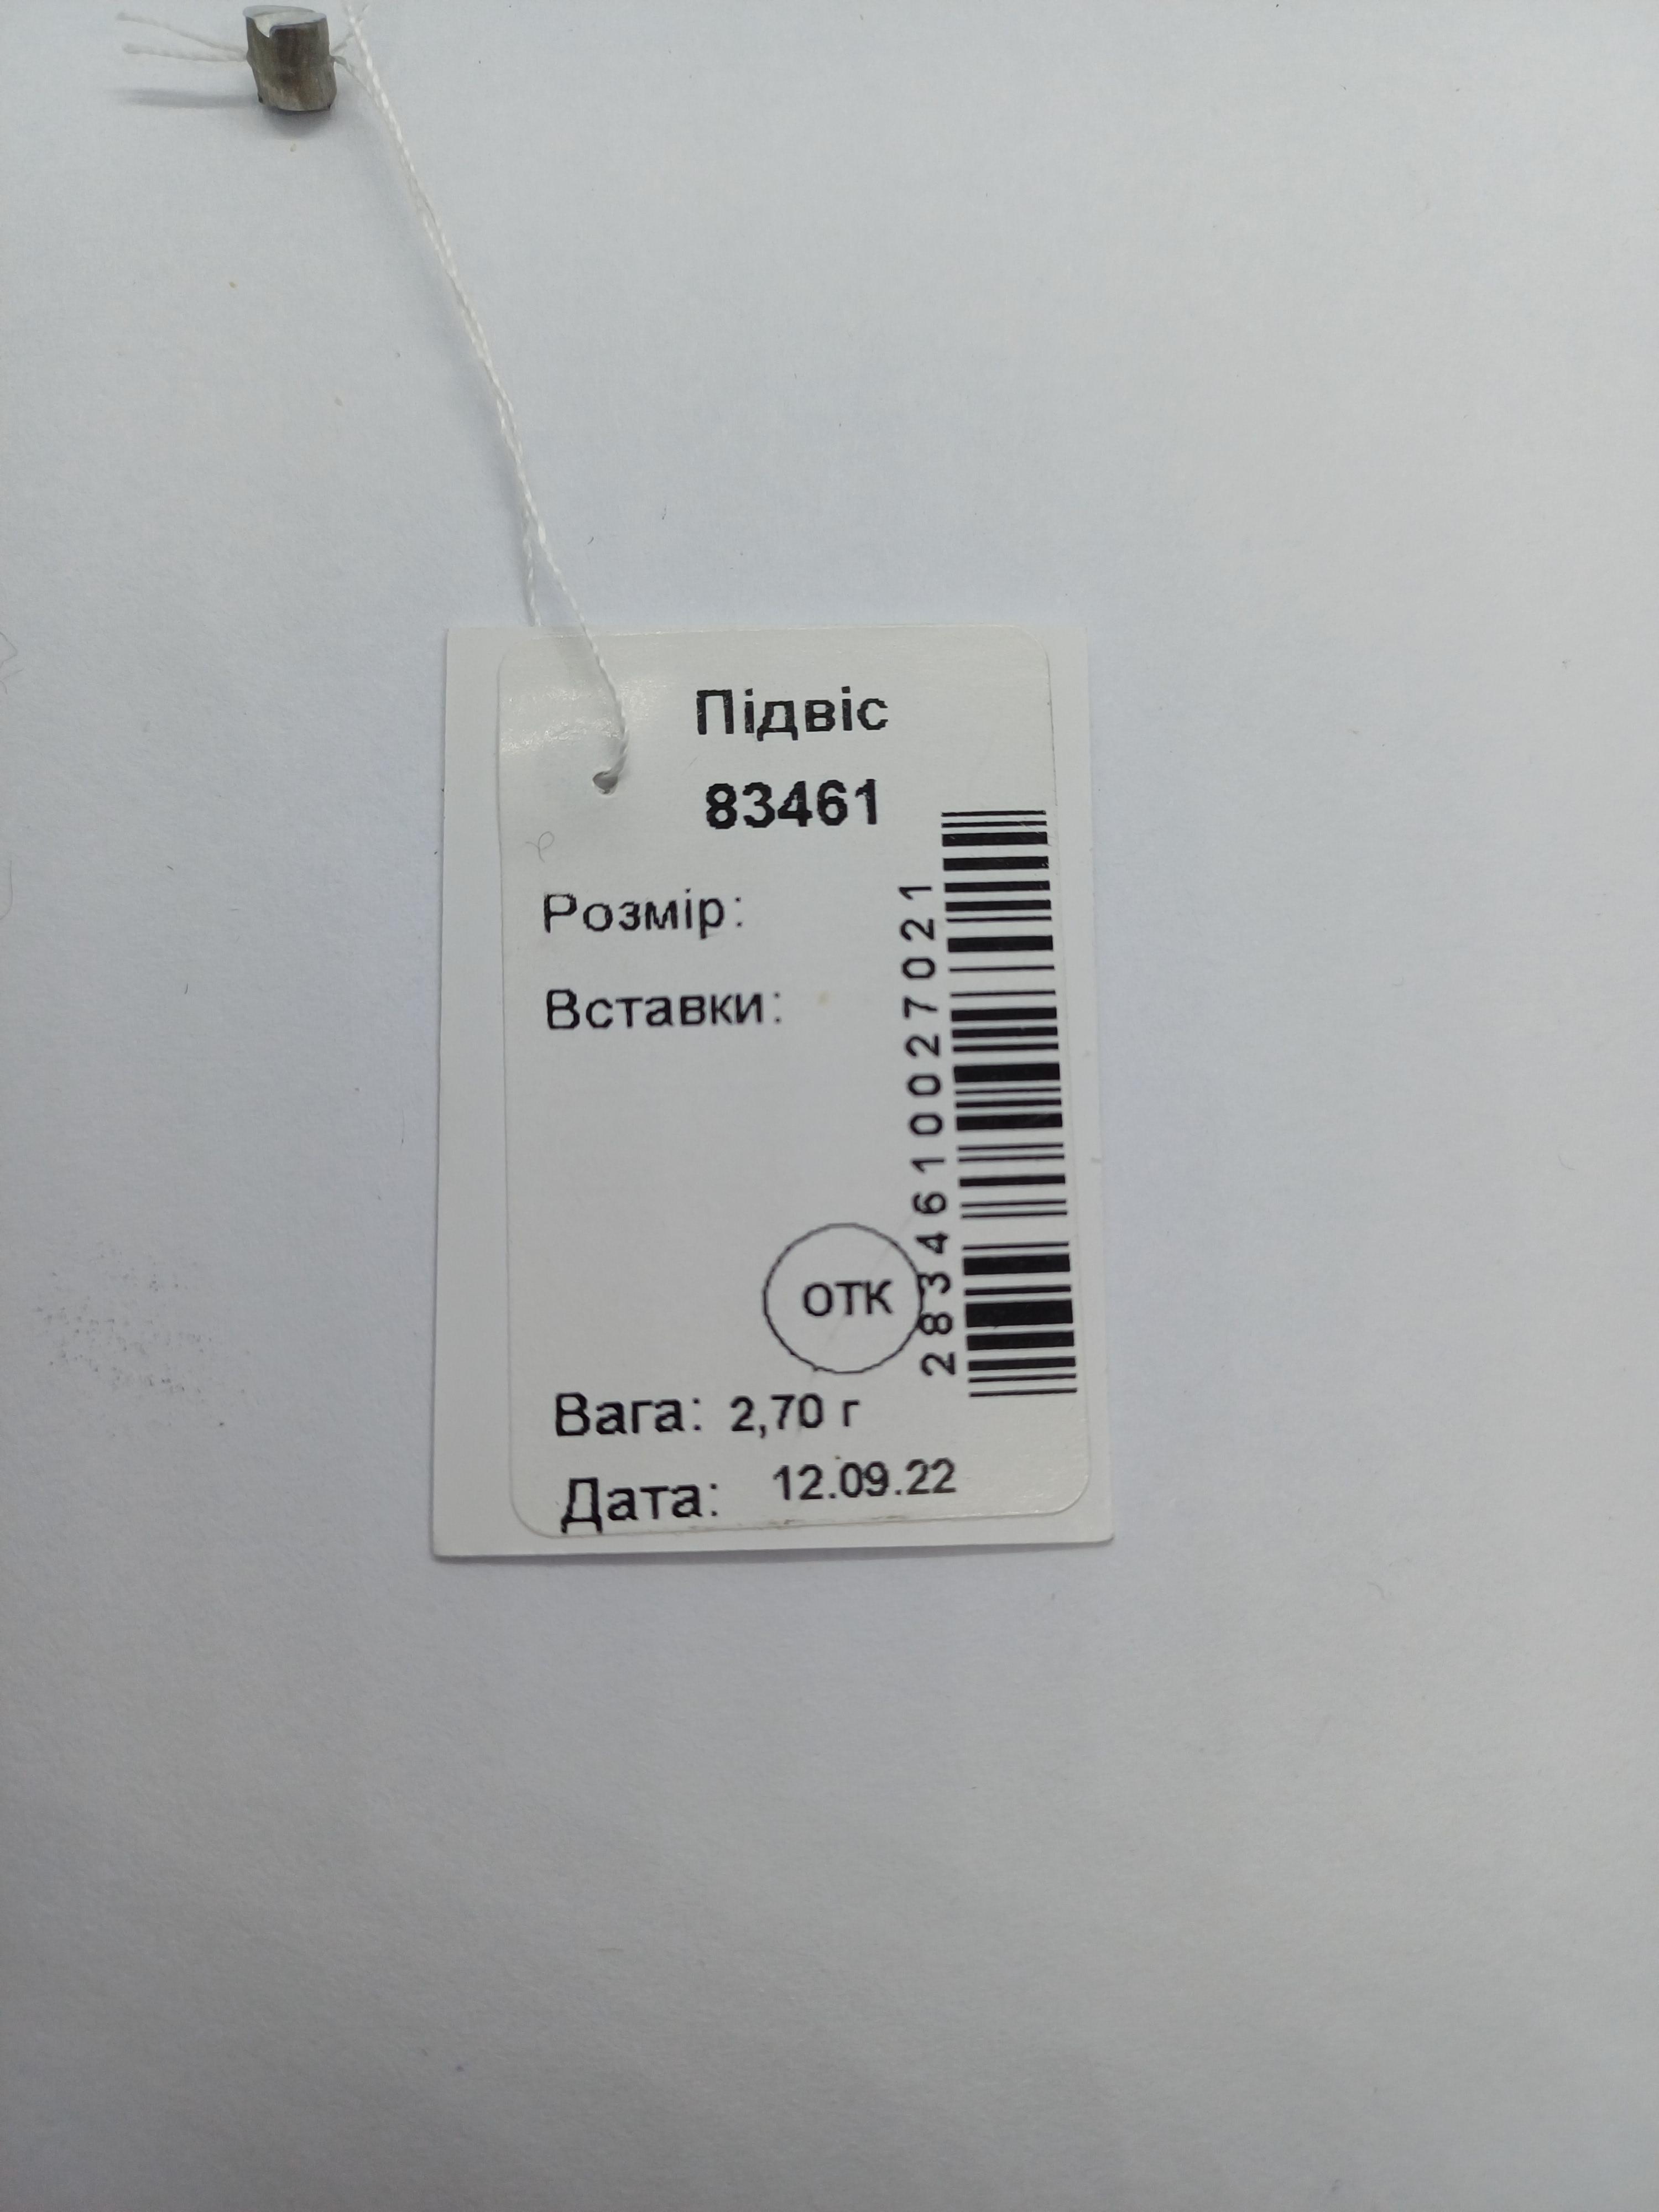 Підвіс
83461
Розмір:
Вставки:
2834610027021
ОТК
Вага: 2,70 г
Дата: 12.09.22